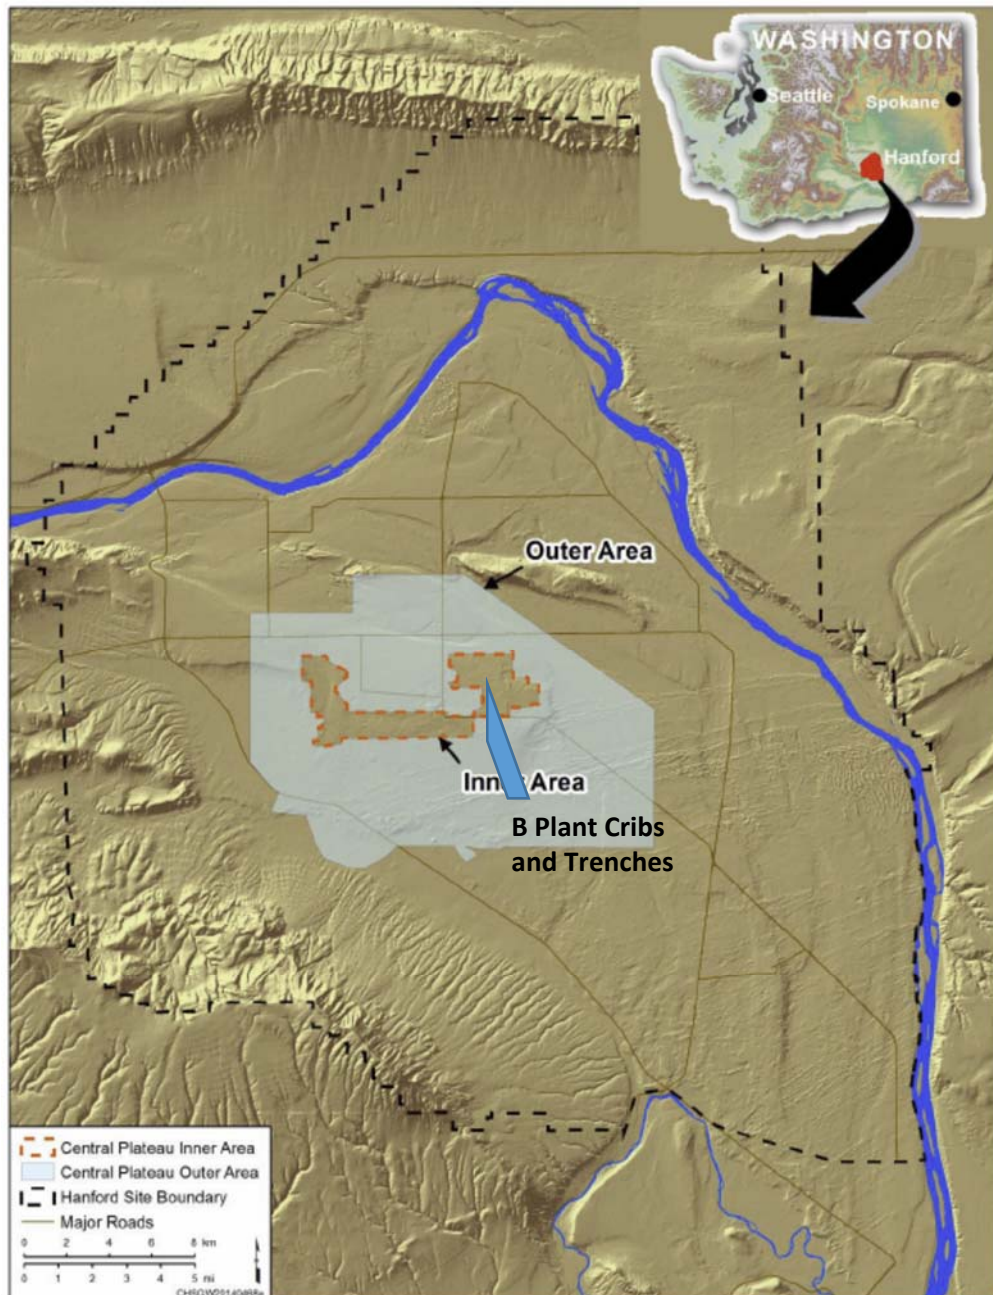 WASHINGTON
Seattle
Spokane
Hanford
Outer Area
Inner Area
B Plant Cribs
and Trenches
Central Plateau Inner Area
Central Plateau Outer Area
Hanford Site Boundary
Major Roads
0 2 4 6 8 km
0 1 2 3 4 5 mi